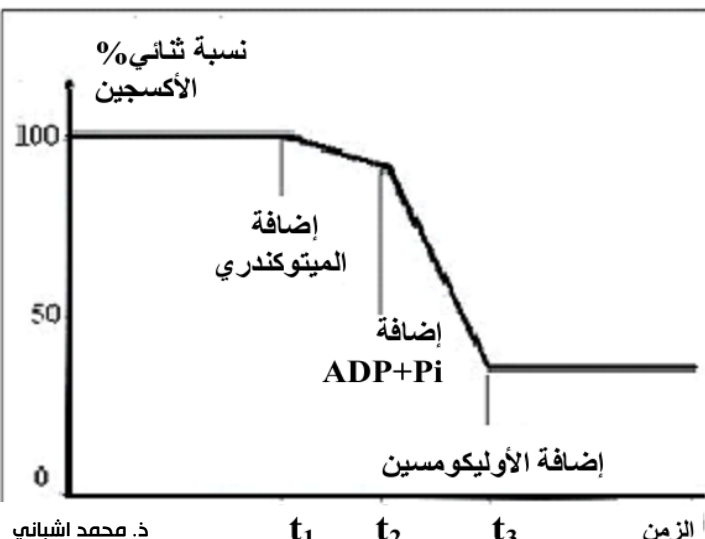 نسبة ثنائي%
الأكسجين
100
إضافة
الميتوكندري
50
إضافة
ADP+Pi
إضافة الأوليكومسين
0
t₁ t₂ t₃ الزمن
ذ. محمد اشباني